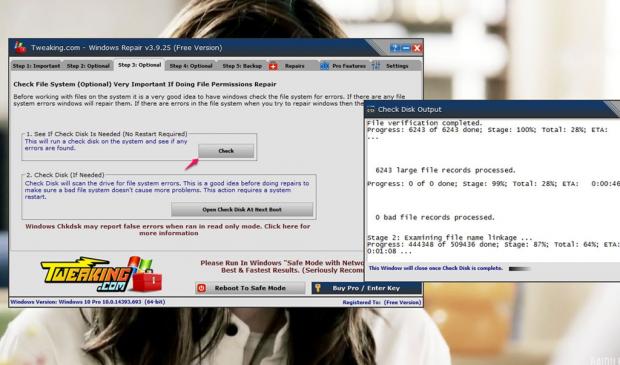 Tweaking.com - Windows Repair v3.9.25 (Free Version)
Step 1: Important
Step 2: Optional
Step 3: Optional
Step 4: Optional
Step 5: Backup
Repairs
Pro Features
Settings
Check File System (Optional) Very Important If Doing File Permissions Repair
Before working with files on the system it is a very good idea to have windows check the file system for errors. If there are any file
system errors windows will repair them. If there are errors in the file system when you try to repair windows then the
1. See If Check Disk Is Needed (No Restart Required)
This will run a check disk on the system and see if any
errors are found.
Check
2. Check Disk (If Needed)
Check Disk will scan the drive for file system errors. This is a good idea before doing repairs to
make sure a bad file system doesn't cause more problems. This action requires a system
restart.
Open Check Disk At Next Boot
Windows Chkdsk may report false errors when ran in read only mode. Click here for
more information
TWEAKING
.COM
Please Run In Windows "Safe Mode with Netwo
Best & Fastest Results. (Seriously Recom
Reboot To Safe Mode
Buy Pro / Enter Key
Windows Version: Windows 10 Pro 10.0.14393.693 (64-bit)
Registered To: (Free Version)
Check Disk Output
File verification completed.
Progress: 6243 of 6243 done; Stage: 100%; Total: 28%; ETA:
...
6243 large file records processed.
Progress: 0 of 0 done; Stage: 99%; Total: 28%; ETA: 0:00:46
0 bad file records processed.
Stage 2: Examining file name linkage ...
Progress: 444348 of 509436 done; Stage: 87%; Total: 64%; ETA:
0:01:08 ...
This Window will close once Check Disk is complete.